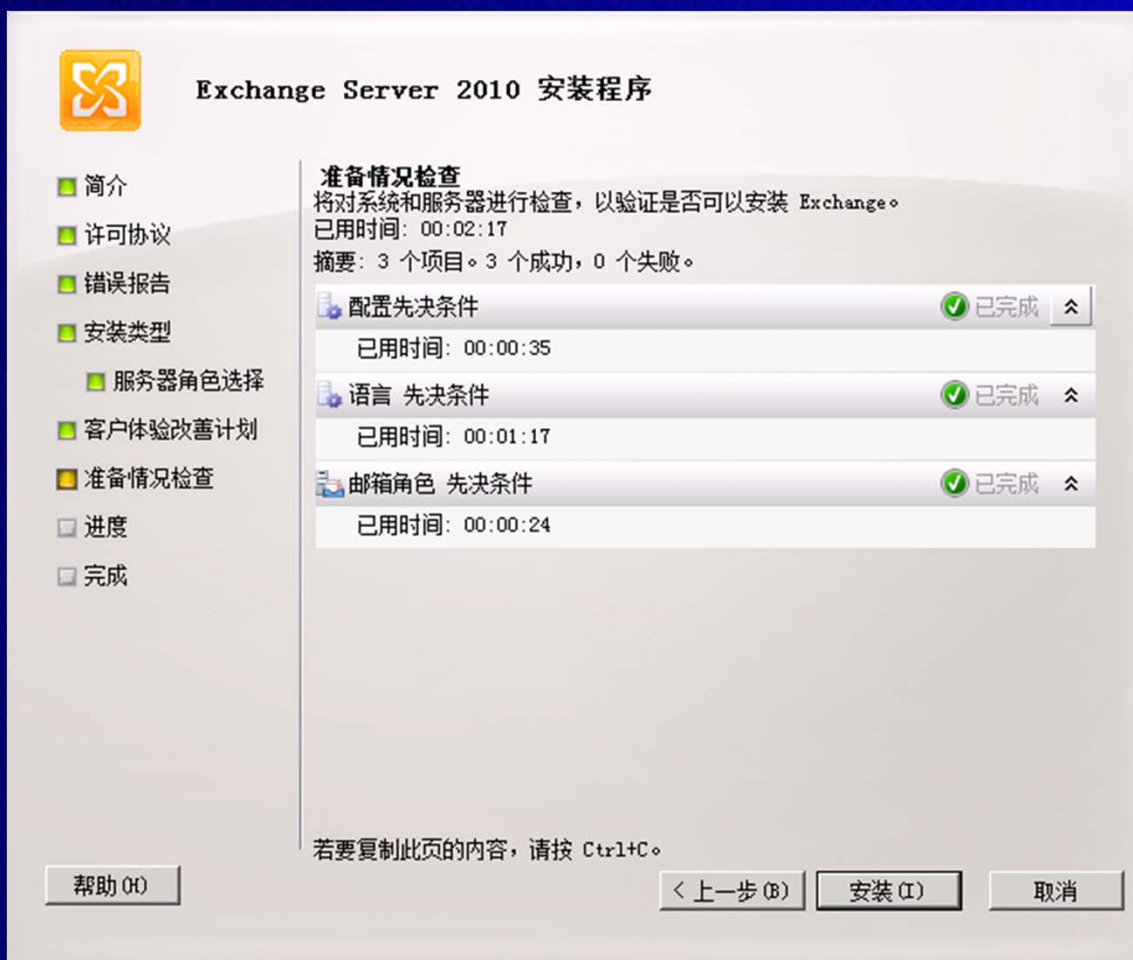 Exchange Server 2010 安装程序
简介
许可协议
错误报告
安装类型
服务器角色选择
客户体验改善计划
准备情况检查
进度
完成
准备情况检查
将对系统和服务器进行检查，以验证是否可以安装 Exchange。
已用时间: 00:02:17
摘要: 3 个项目。3 个成功，0 个失败。
配置先决条件 已完成
已用时间: 00:00:35
语言 先决条件 已完成
已用时间: 00:01:17
邮箱角色 先决条件 已完成
已用时间: 00:00:24
若要复制此页的内容，请按 Ctrl+C。
帮助(H) < 上一步(B) 安装(I) 取消